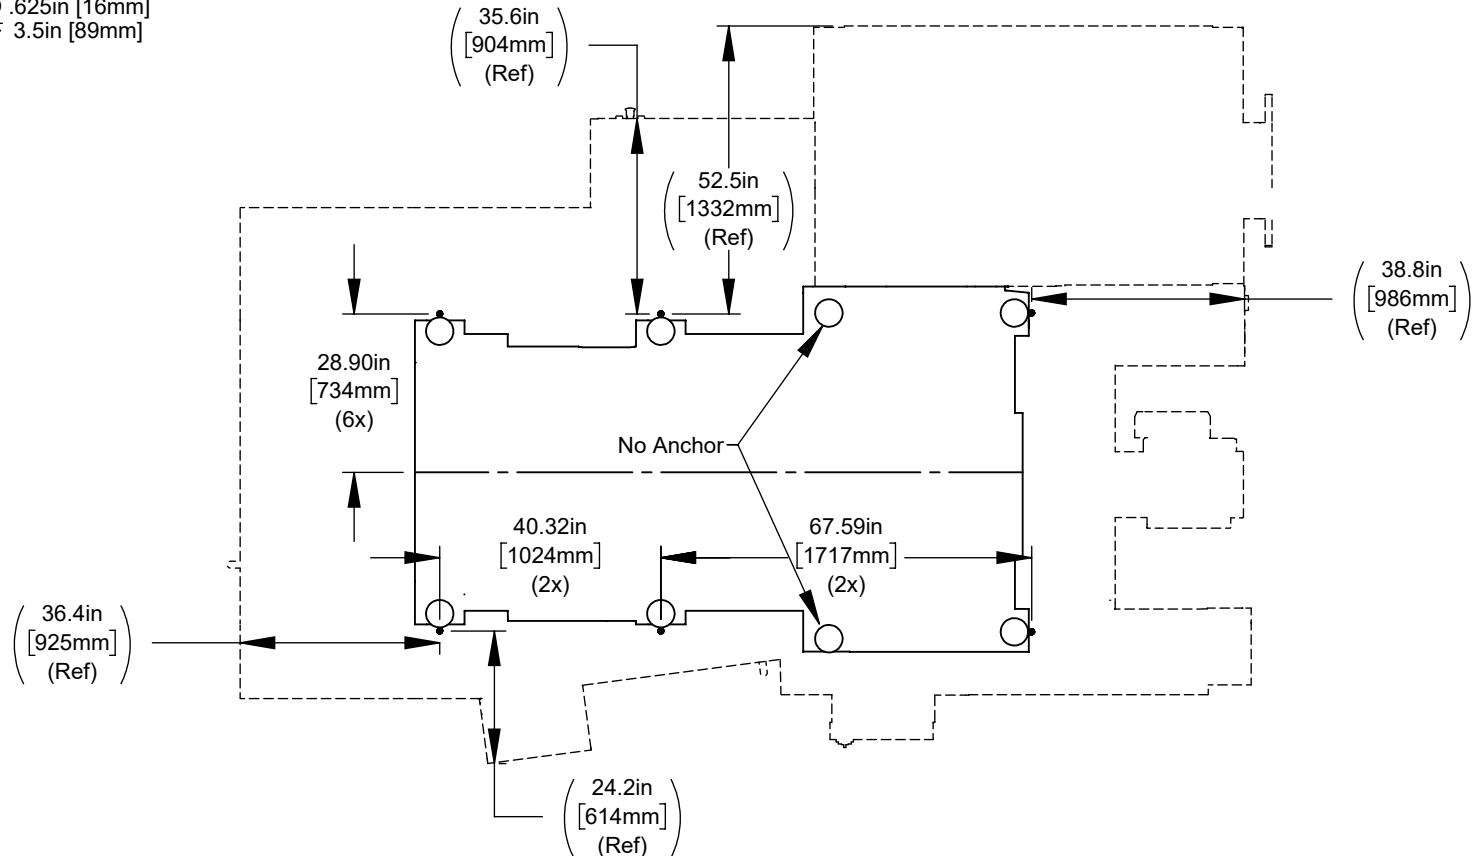 .625in [16mm]
3.5in [89mm]
35.6in
[904mm]
(Ref)
52.5in
[1332mm]
(Ref)
38.8in
[986mm]
(Ref)
28.90in
[734mm]
(6x)
No Anchor
40.32in
[1024mm]
(2x)
67.59in
[1717mm]
(2x)
36.4in
[925mm]
(Ref)
24.2in
[614mm]
(Ref)